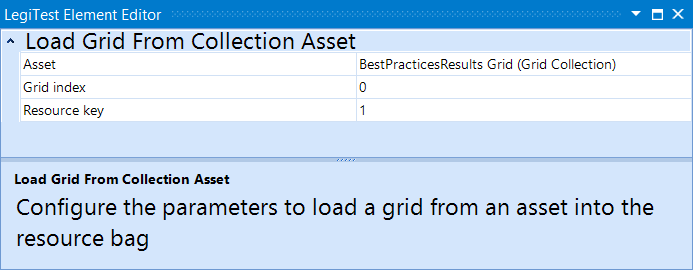 LegiTest Element Editor
Load Grid From Collection Asset
Asset BestPracticesResults Grid (Grid Collection)
Grid index 0
Resource key 1
Load Grid From Collection Asset
Configure the parameters to load a grid from an asset into the
resource bag